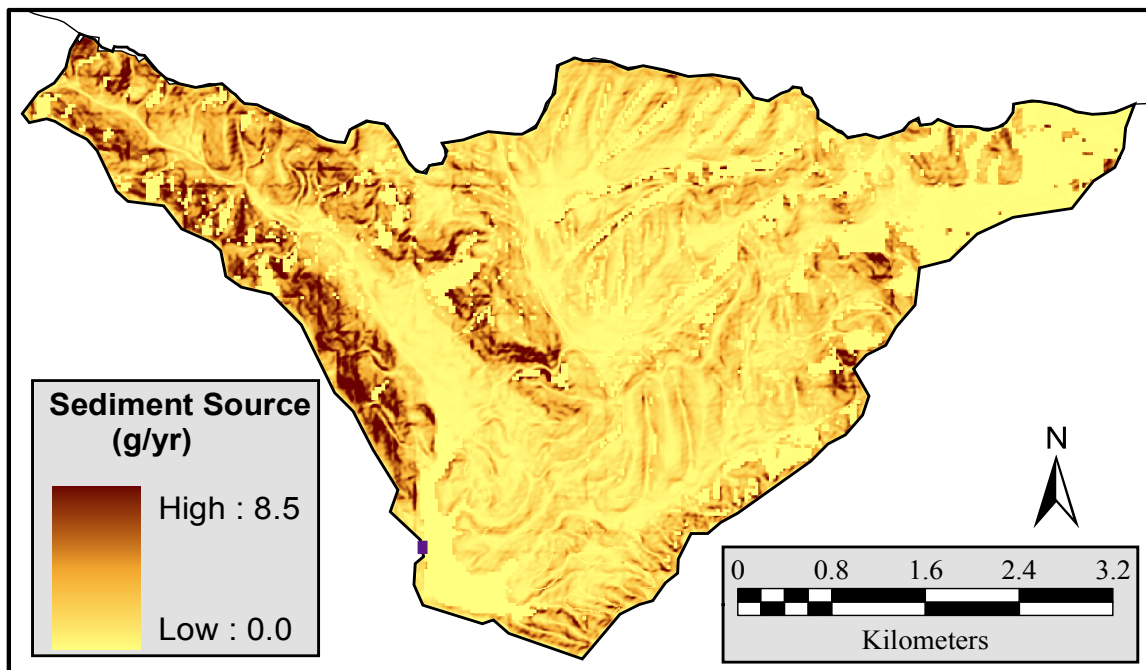 Sediment Source
(g/yr)
High : 8.5
Low : 0.0
N
0 0.8 1.6 2.4 3.2
Kilometers